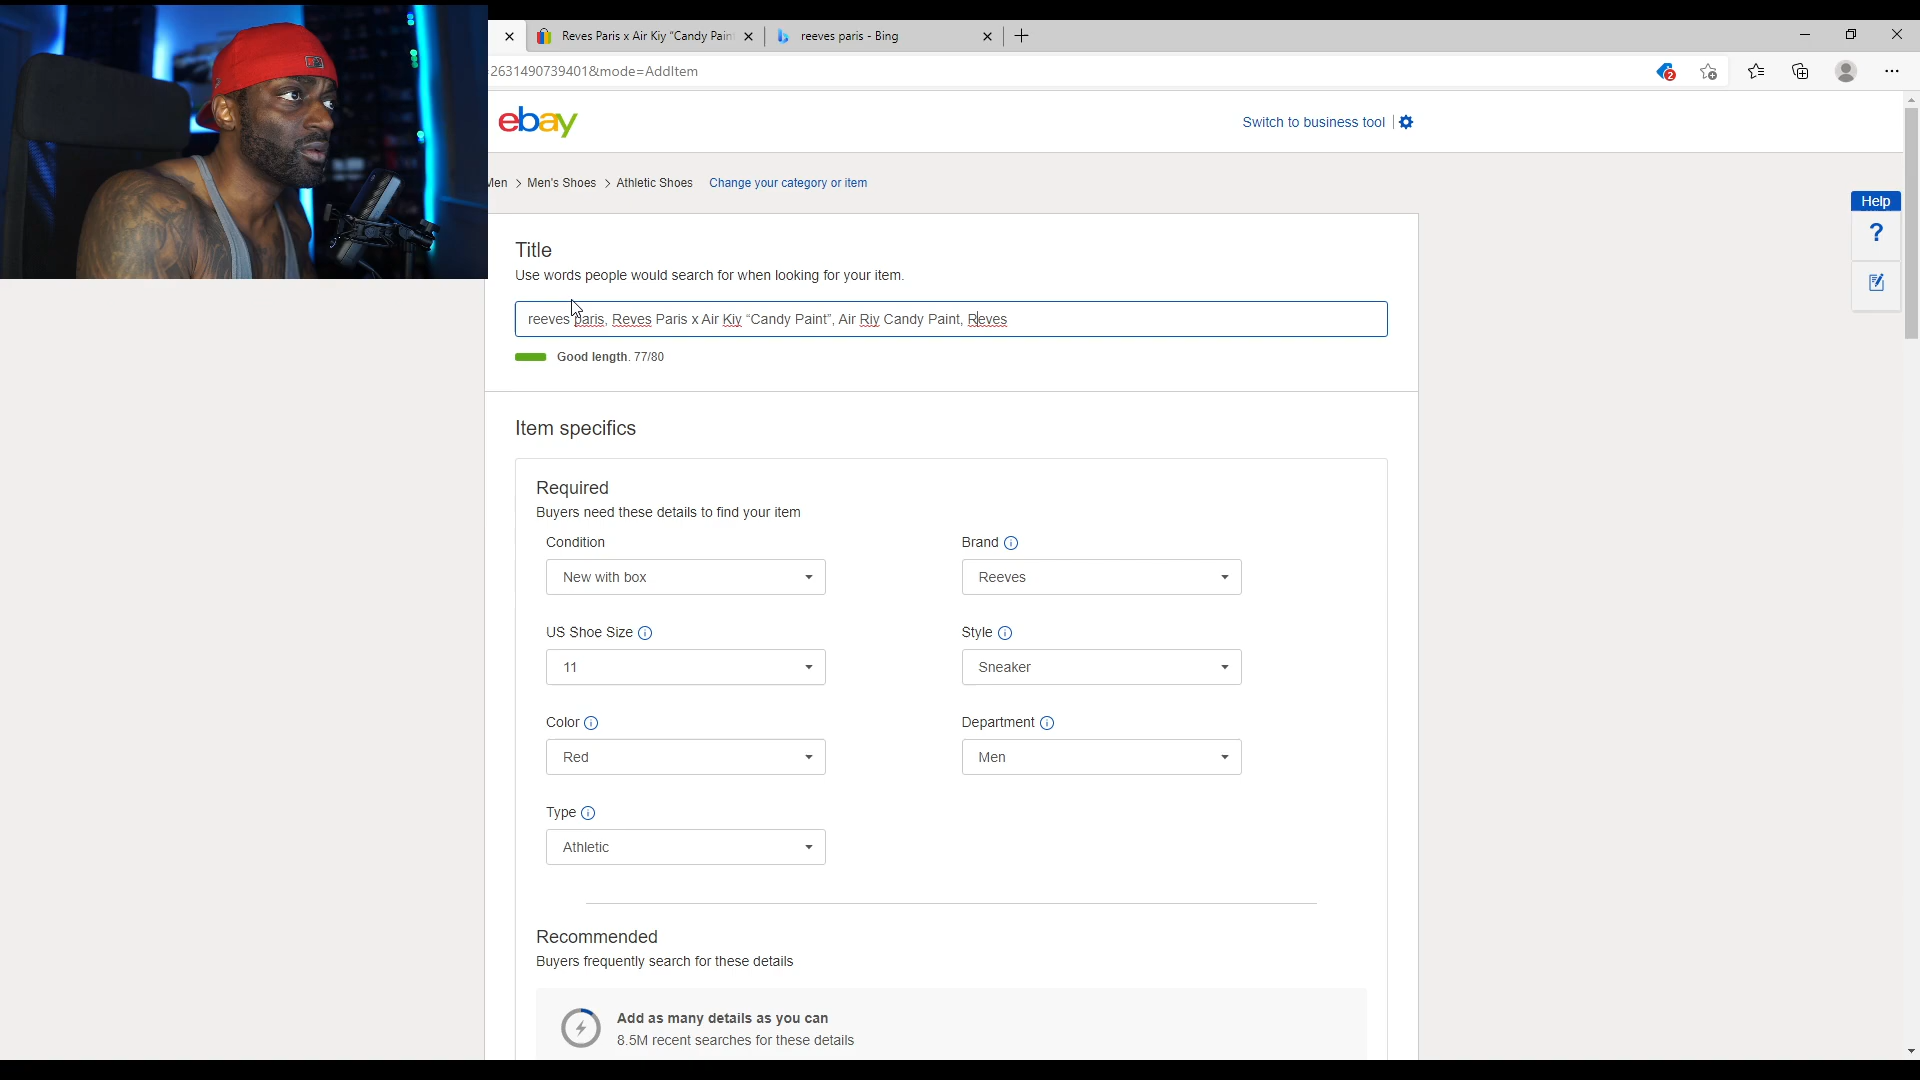 Reves Paris x Air Kiy “Candy Pain
reeves paris - Bing
2631490739401&mode=AddItem
2
ebay
Switch to business tool
Men > Men's Shoes > Athletic Shoes Change your category or item
Help
?
Title
Use words people would search for when looking for your item.
reeves paris, Reves Paris x Air Kiy “Candy Paint”, Air Riy Candy Paint, Reves
Good length. 77/80
Item specifics
Required
Buyers need these details to find your item
Condition
Brand
New with box
Reeves
US Shoe Size
Style
11
Sneaker
Color
Department
Red
Men
Type
Athletic
Recommended
Buyers frequently search for these details
Add as many details as you can
8.5M recent searches for these details